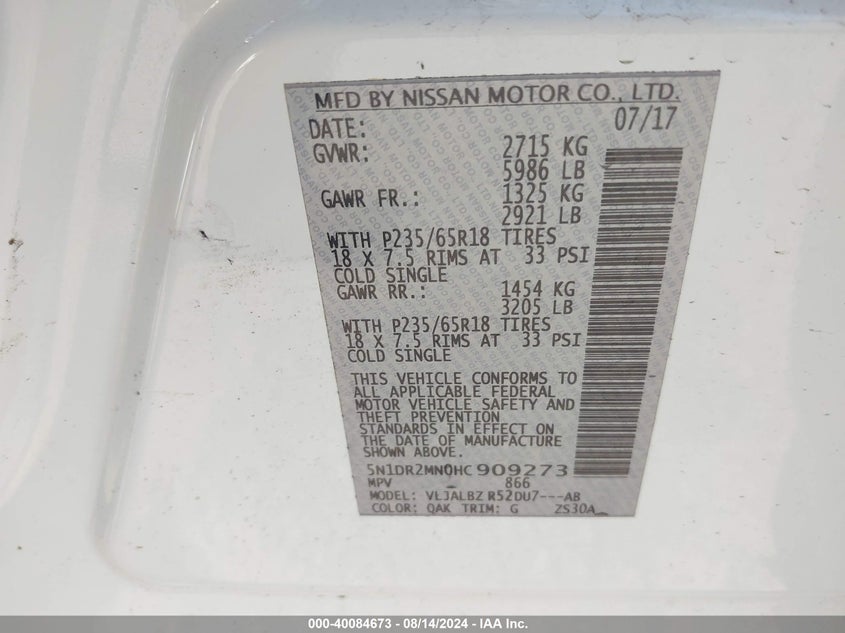 MFD BY NISSAN MOTOR CO., LTD.
DATE: 07/17
GVWR: 2715 KG
5986 LB
GAWR FR.: 1325 KG
2921 LB
WITH P235/65R18 TIRES
18 X 7.5 RIMS AT 33 PSI
COLD SINGLE
GAWR RR.: 1454 KG
3205 LB
WITH P235/65R18 TIRES
18 X 7.5 RIMS AT 33 PSI
COLD SINGLE
THIS VEHICLE CONFORMS TO
ALL APPLICABLE FEDERAL
MOTOR VEHICLE SAFETY AND
THEFT PREVENTION
STANDARDS IN EFFECT ON
THE DATE OF MANUFACTURE
SHOWN ABOVE.
5N1DR2MN0HC909273
MPV 866
MODEL: VLJALBZ R52DU7---AB
COLOR: QAK TRIM: G ZS30A_
000-40084673 - 08/14/2024 - IAA Inc.